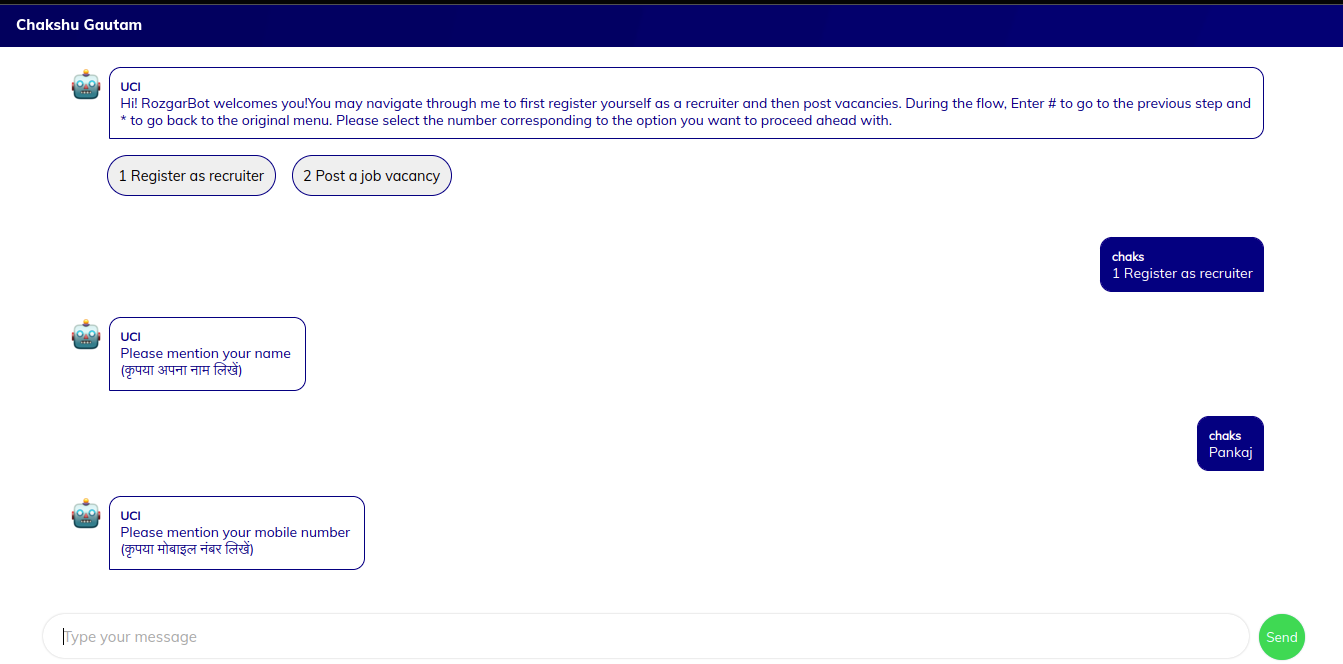 Chakshu Gautam
UCI
Hi! RozgarBot welcomes you!You may navigate through me to first register yourself as a recruiter and then post vacancies. During the flow, Enter # to go to the previous step and
* to go back to the original menu. Please select the number corresponding to the option you want to proceed ahead with.
1 Register as recruiter
2 Post a job vacancy
chaks
1 Register as recruiter
UCI
Please mention your name
(कृपया अपना नाम लिखें)
chaks
Pankaj
UCI
Please mention your mobile number
(कृपया मोबाइल नंबर लिखें)
Type your message
Send